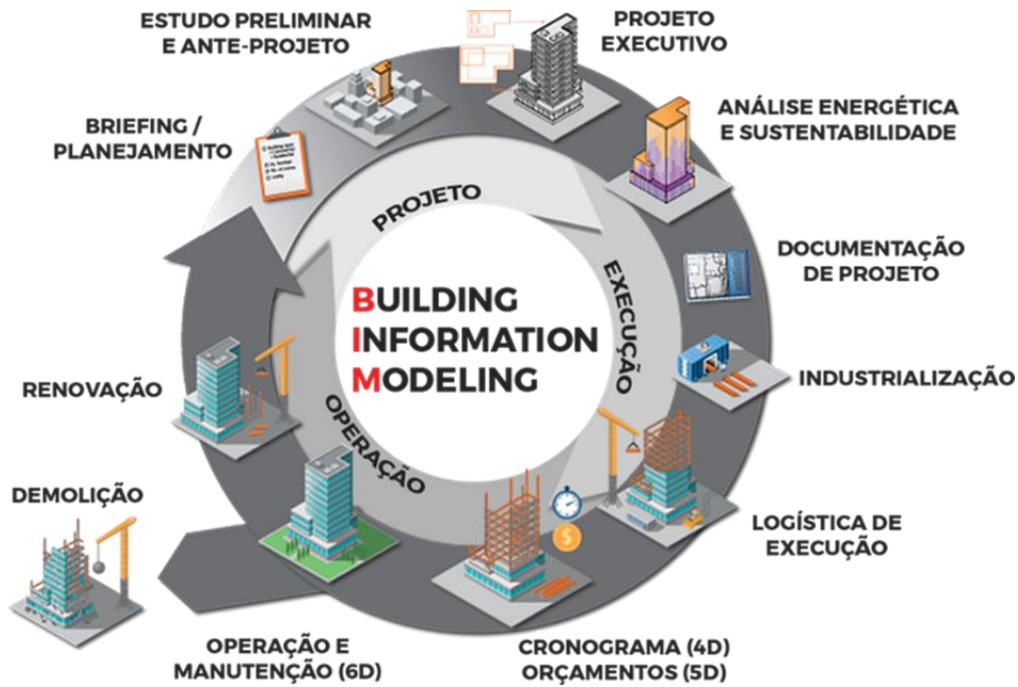 ESTUDO PRELIMINAR
E ANTE-PROJETO
PROJETO
EXECUTIVO
ANÁLISE ENERGÉTICA
E SUSTENTABILIDADE
BRIEFING /
PLANEJAMENTO
DOCUMENTAÇÃO
DE PROJETO
INDUSTRIALIZAÇÃO
LOGÍSTICA DE
EXECUÇÃO
CRONOGRAMA (4D)
ORÇAMENTOS (5D)
OPERAÇÃO E
MANUTENÇÃO (6D)
DEMOLIÇÃO
RENOVAÇÃO
PROJETO
EXECUÇÃO
OPERAÇÃO
BUILDING
INFORMATION
MODELING
$